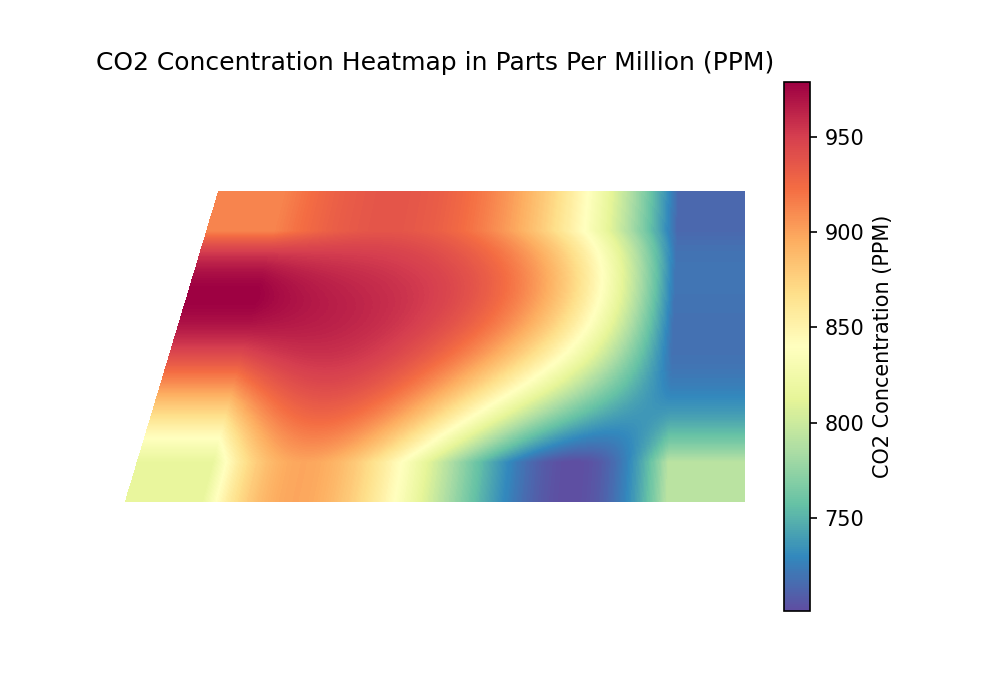 CO2 Concentration Heatmap in Parts Per Million (PPM)
950
900
850
800
750
CO2 Concentration (PPM)